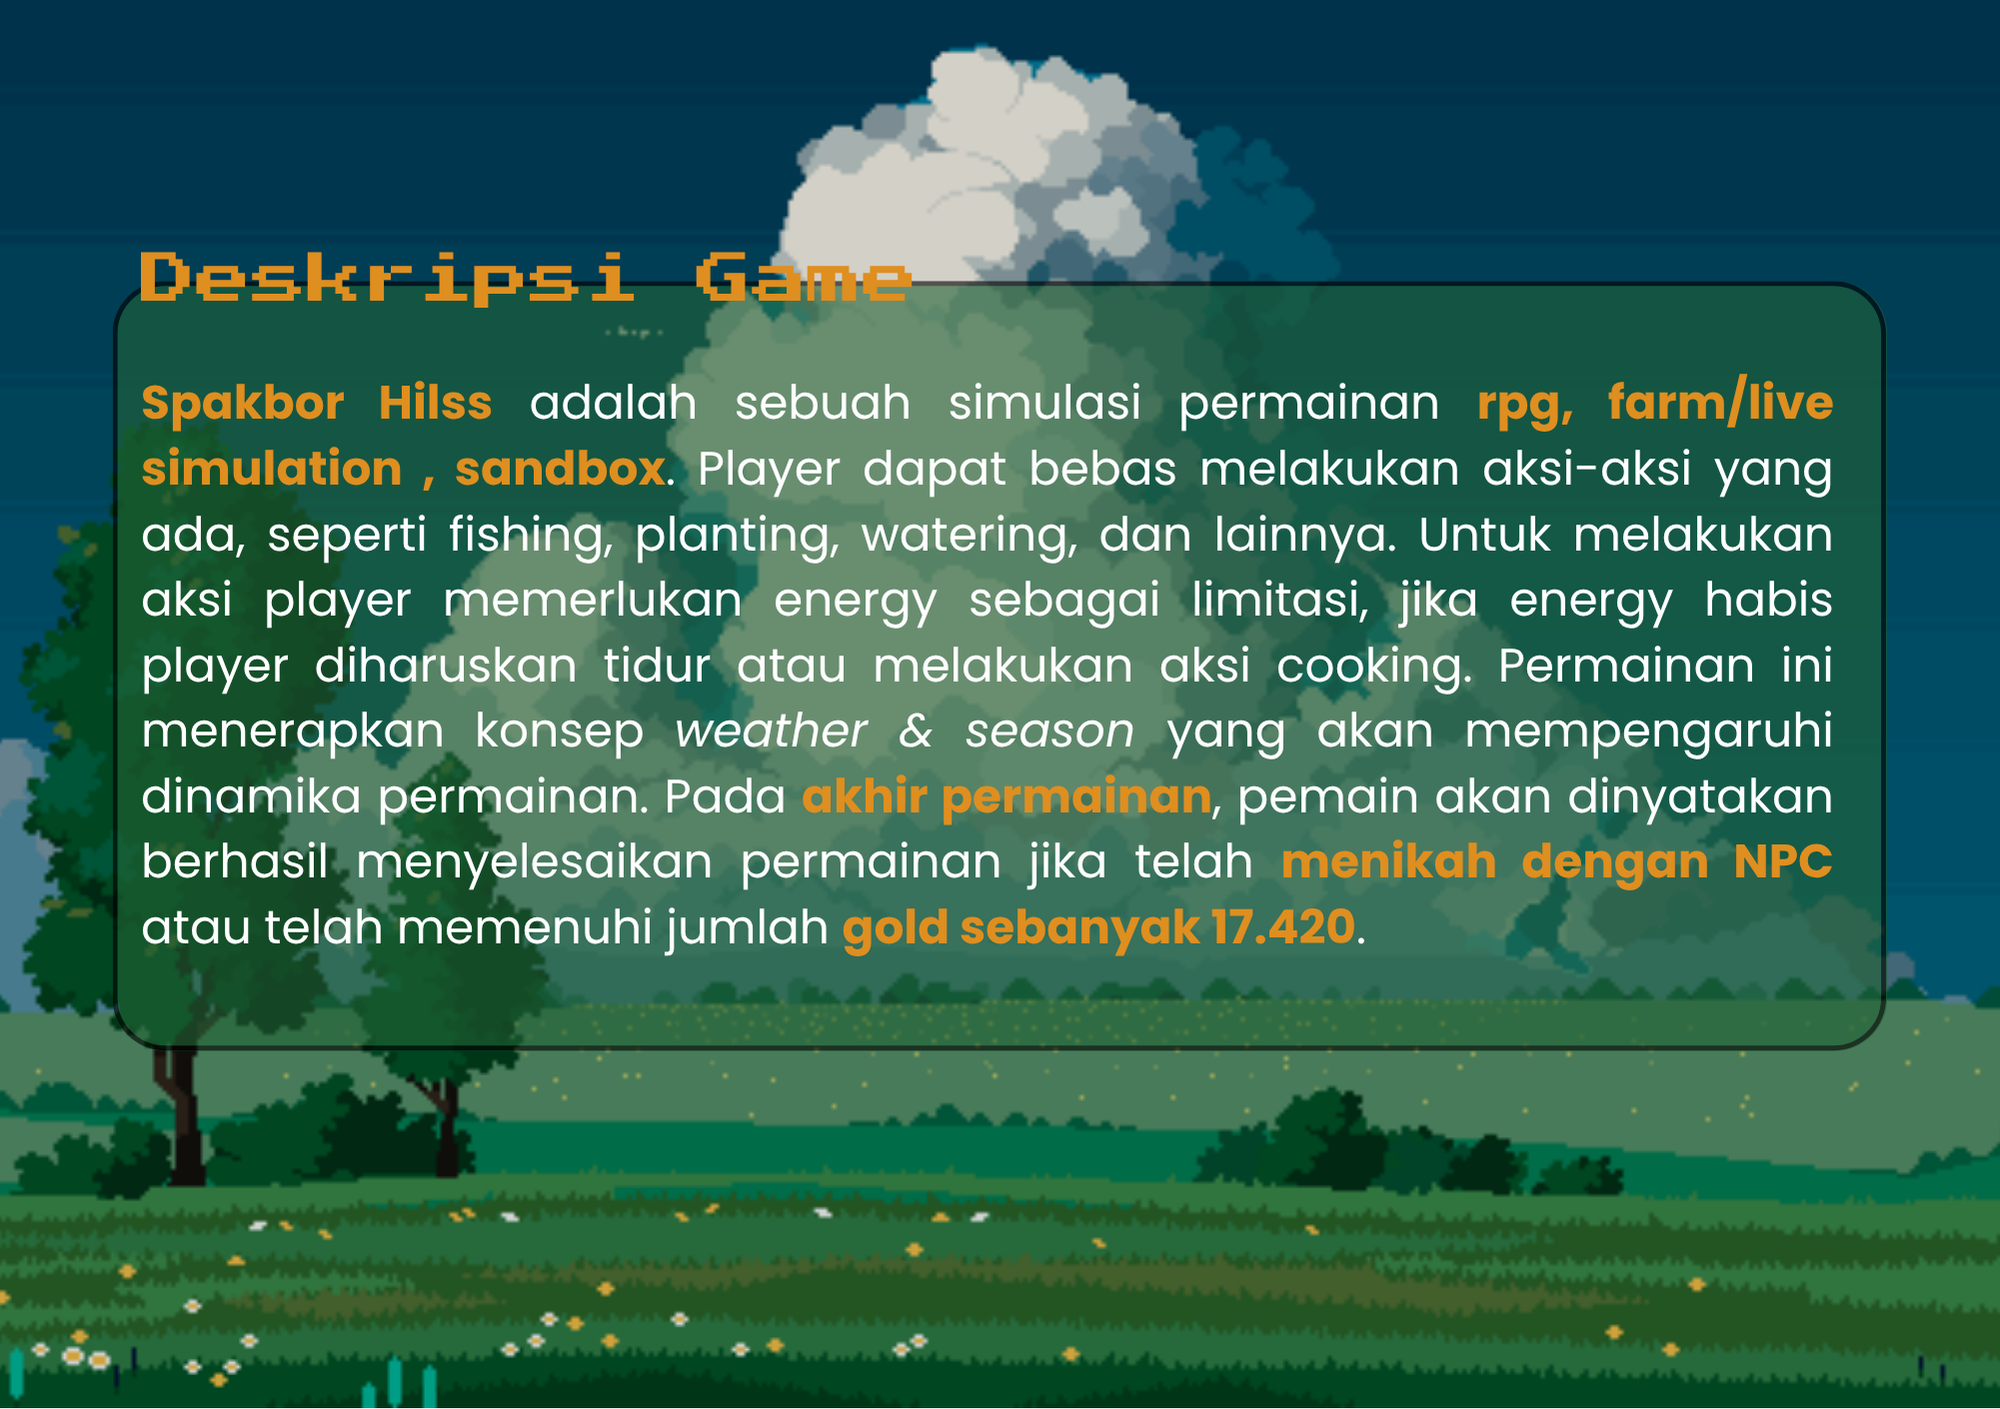 Deskripsi Game
Spakbor Hilss adalah sebuah simulasi permainan rpg, farm/live
simulation , sandbox. Player dapat bebas melakukan aksi-aksi yang
ada, seperti fishing, planting, watering, dan lainnya. Untuk melakukan
aksi player memerlukan energy sebagai limitasi, jika energy habis
player diharuskan tidur atau melakukan aksi cooking. Permainan ini
menerapkan konsep weather & season yang akan mempengaruhi
dinamika permainan. Pada akhir permainan, pemain akan dinyatakan
berhasil menyelesaikan permainan jika telah menikah dengan NPC
atau telah memenuhi jumlah gold sebanyak 17.420.